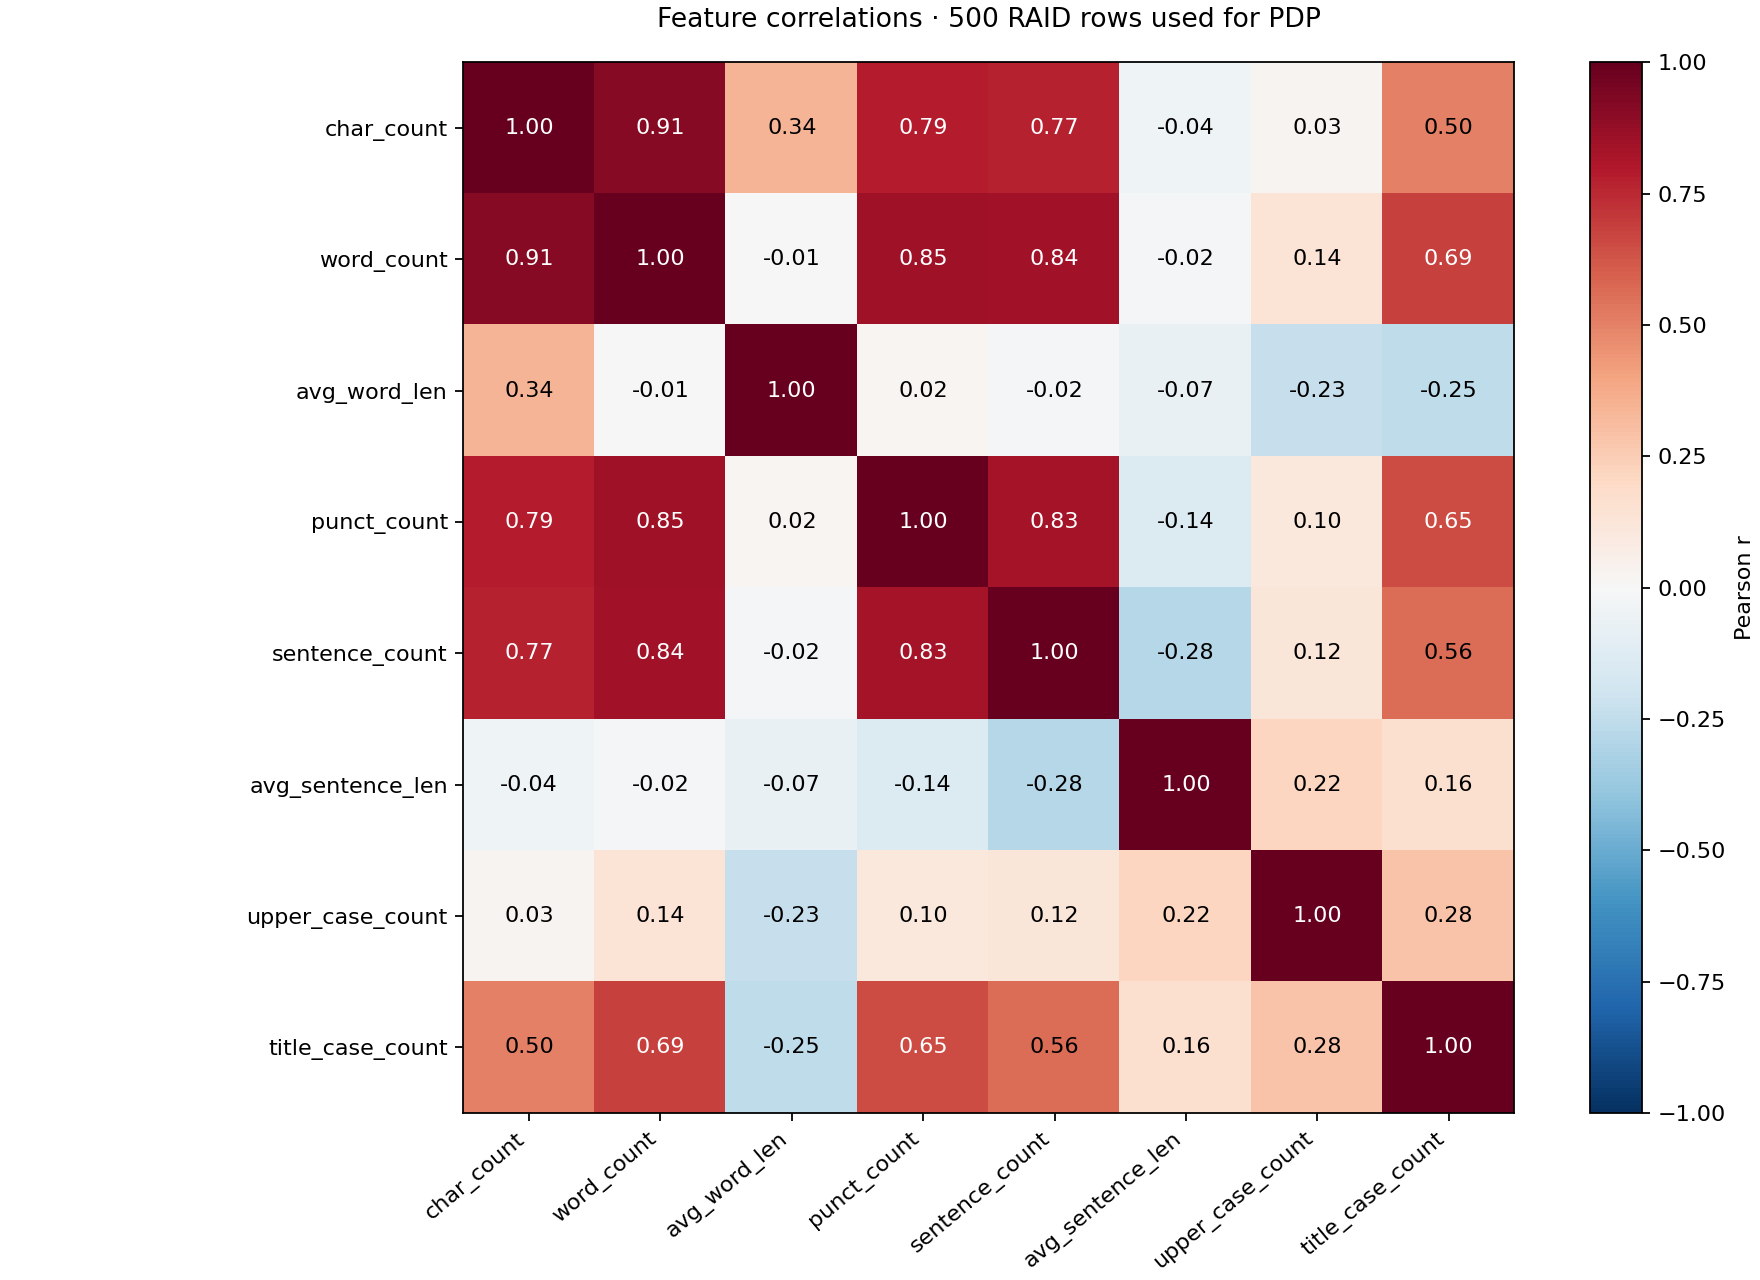 Feature correlations · 500 RAID rows used for PDP
char_count 1.00 0.91 0.34 0.79 0.77 -0.04 0.03 0.50
word_count 0.91 1.00 -0.01 0.85 0.84 -0.02 0.14 0.69
avg_word_len 0.34 -0.01 1.00 0.02 -0.02 -0.07 -0.23 -0.25
punct_count 0.79 0.85 0.02 1.00 0.83 -0.14 0.10 0.65
sentence_count 0.77 0.84 -0.02 0.83 1.00 -0.28 0.12 0.56
avg_sentence_len -0.04 -0.02 -0.07 -0.14 -0.28 1.00 0.22 0.16
upper_case_count 0.03 0.14 -0.23 0.10 0.12 0.22 1.00 0.28
title_case_count 0.50 0.69 -0.25 0.65 0.56 0.16 0.28 1.00
char_count word_count avg_word_len punct_count sentence_count avg_sentence_len upper_case_count title_case_count
1.00
0.75
0.50
0.25
0.00
−0.25
−0.50
−0.75
−1.00
Pearson r